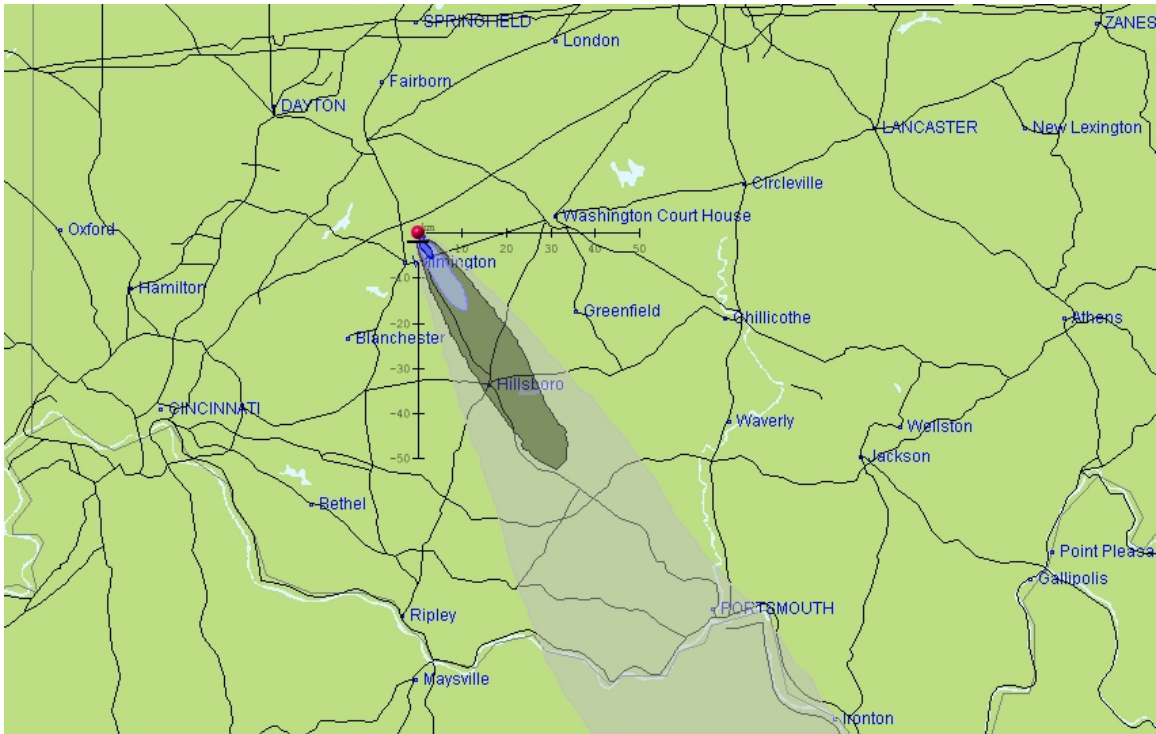 SPRINGFIELD
ZANES
London
Fairborn
DAYTON
LANCASTER
New Lexington
Circleville
Washington Court House
Oxford
km
10 20 30 40 50
Wilmington
-10
Hamilton
Greenfield
Chillicothe
Athens
-20
Blanchester
-30
Hillsboro
CINCINNATI
-40
Waverly
Wellston
Jackson
-50
Bethel
Point Pleasa
Gallipolis
Ripley
PORTSMOUTH
Maysville
Ironton